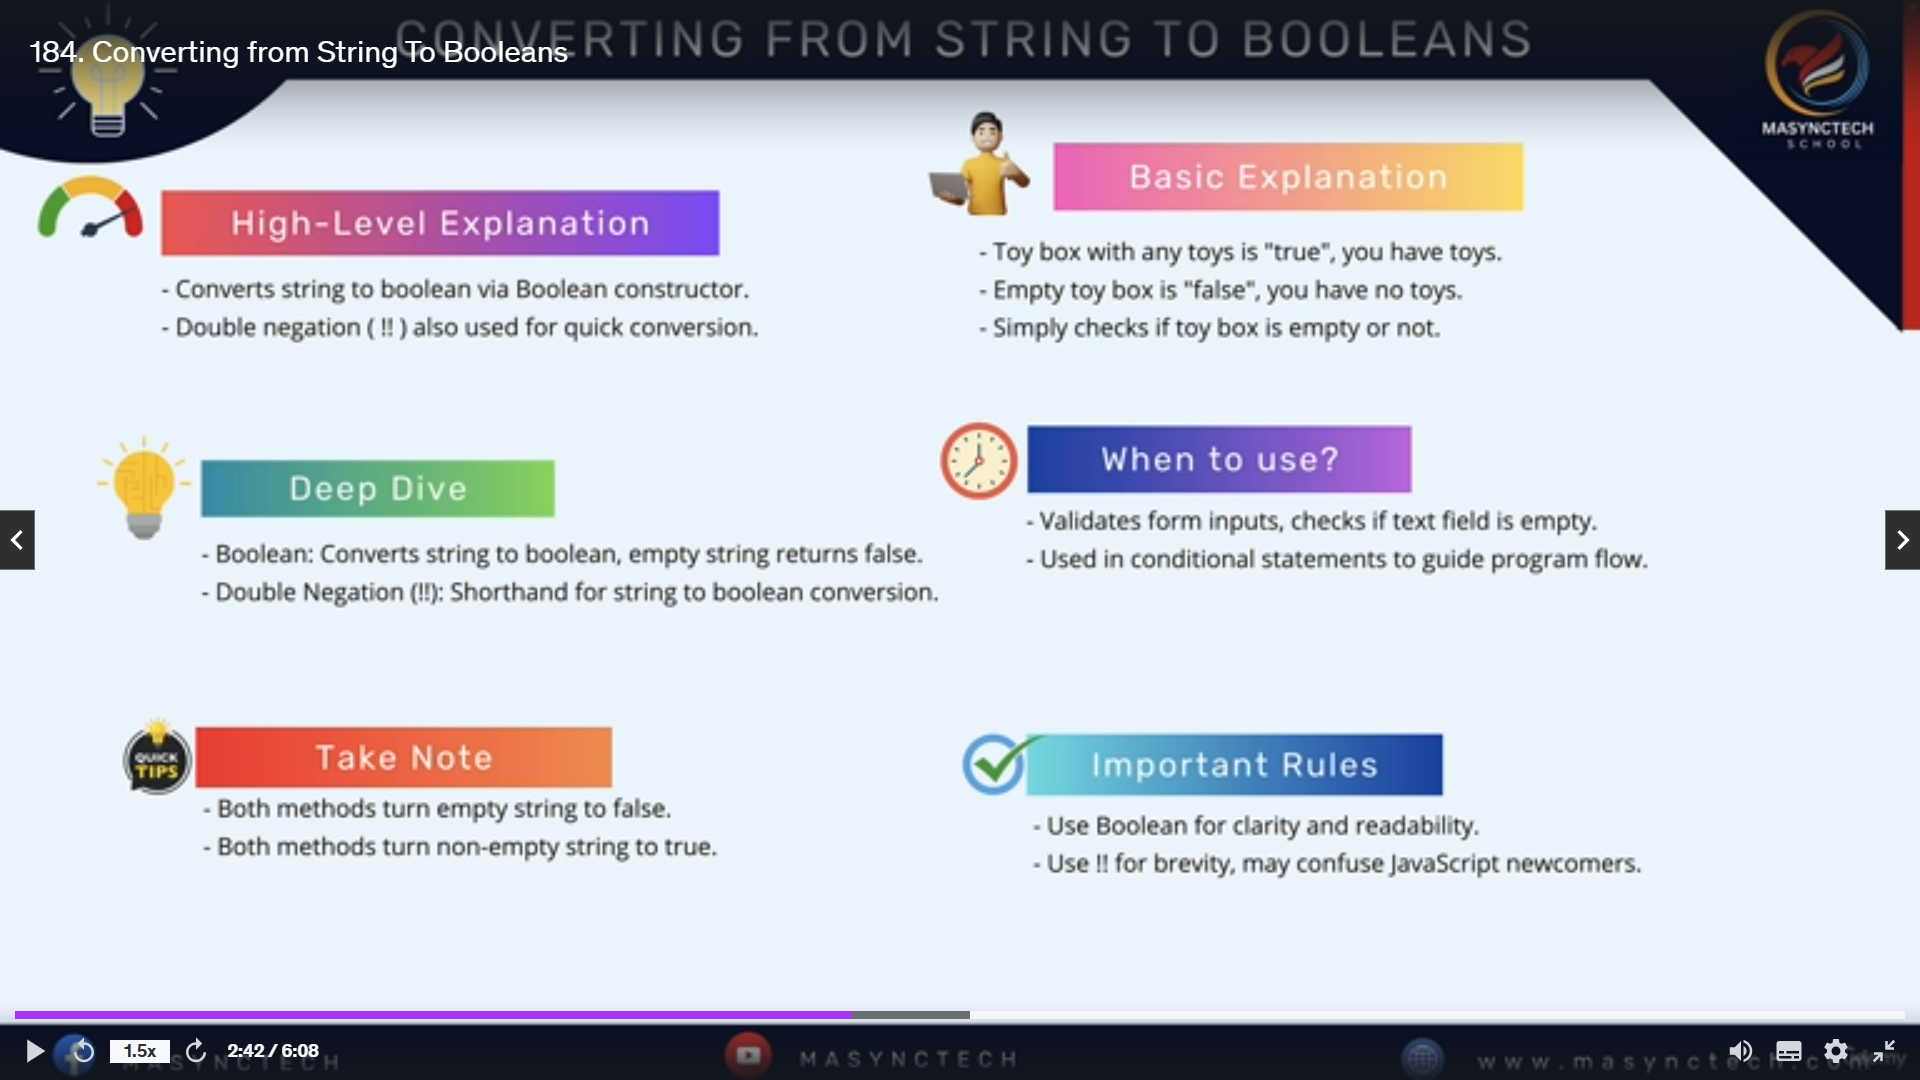 CONVERTING FROM STRING TO BOOLEANS
184. Converting from String To Booleans
MASYNCTECH
SCHOOL
High-Level Explanation
- Converts string to boolean via Boolean constructor.
- Double negation ( !! ) also used for quick conversion.
Basic Explanation
- Toy box with any toys is "true", you have toys.
- Empty toy box is "false", you have no toys.
- Simply checks if toy box is empty or not.
Deep Dive
- Boolean: Converts string to boolean, empty string returns false.
- Double Negation (!!): Shorthand for string to boolean conversion.
When to use?
- Validates form inputs, checks if text field is empty.
- Used in conditional statements to guide program flow.
QUICK
TIPS
Take Note
- Both methods turn empty string to false.
- Both methods turn non-empty string to true.
Important Rules
- Use Boolean for clarity and readability.
- Use !! for brevity, may confuse JavaScript newcomers.
1.5x
2:42 / 6:08
MASYNCTECH
MASYNCTECH
www.masynctech.com